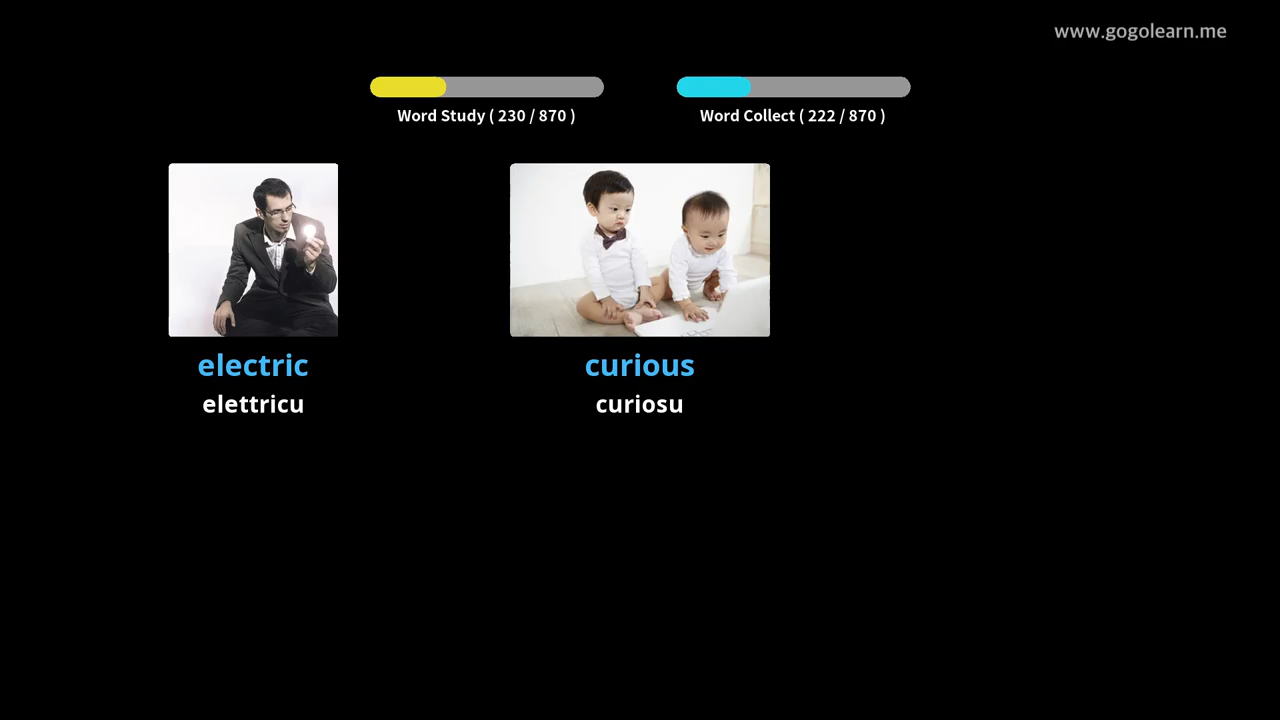 www.gogolearn.me
Word Study ( 230 / 870 )
Word Collect ( 222 / 870 )
electric
elettricu
curious
curiosu